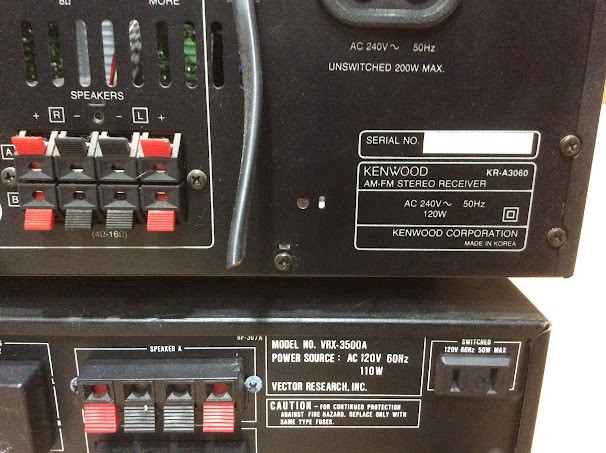 8Ω
MORE
AC 240V～ 50Hz
UNSWITCHED 200W MAX.
SPEAKERS
+ R - - L +
A
B
(4Ω-16Ω)
SERIAL NO.
KENWOOD KR-A3060
AM-FM STEREO RECEIVER
AC 240V～ 50Hz
120W
KENWOOD CORPORATION
MADE IN KOREA
SPEAKER A
MODEL NO. VRX-3500A
POWER SOURCE: AC 120V 60Hz
110W
VECTOR RESEARCH, INC.
CAUTION - FOR CONTINUED PROTECTION
AGAINST FIRE HAZARD. REPLACE ONLY WITH
SAME TYPE FUSES.
SWITCHED
120V 60Hz 50W MAX